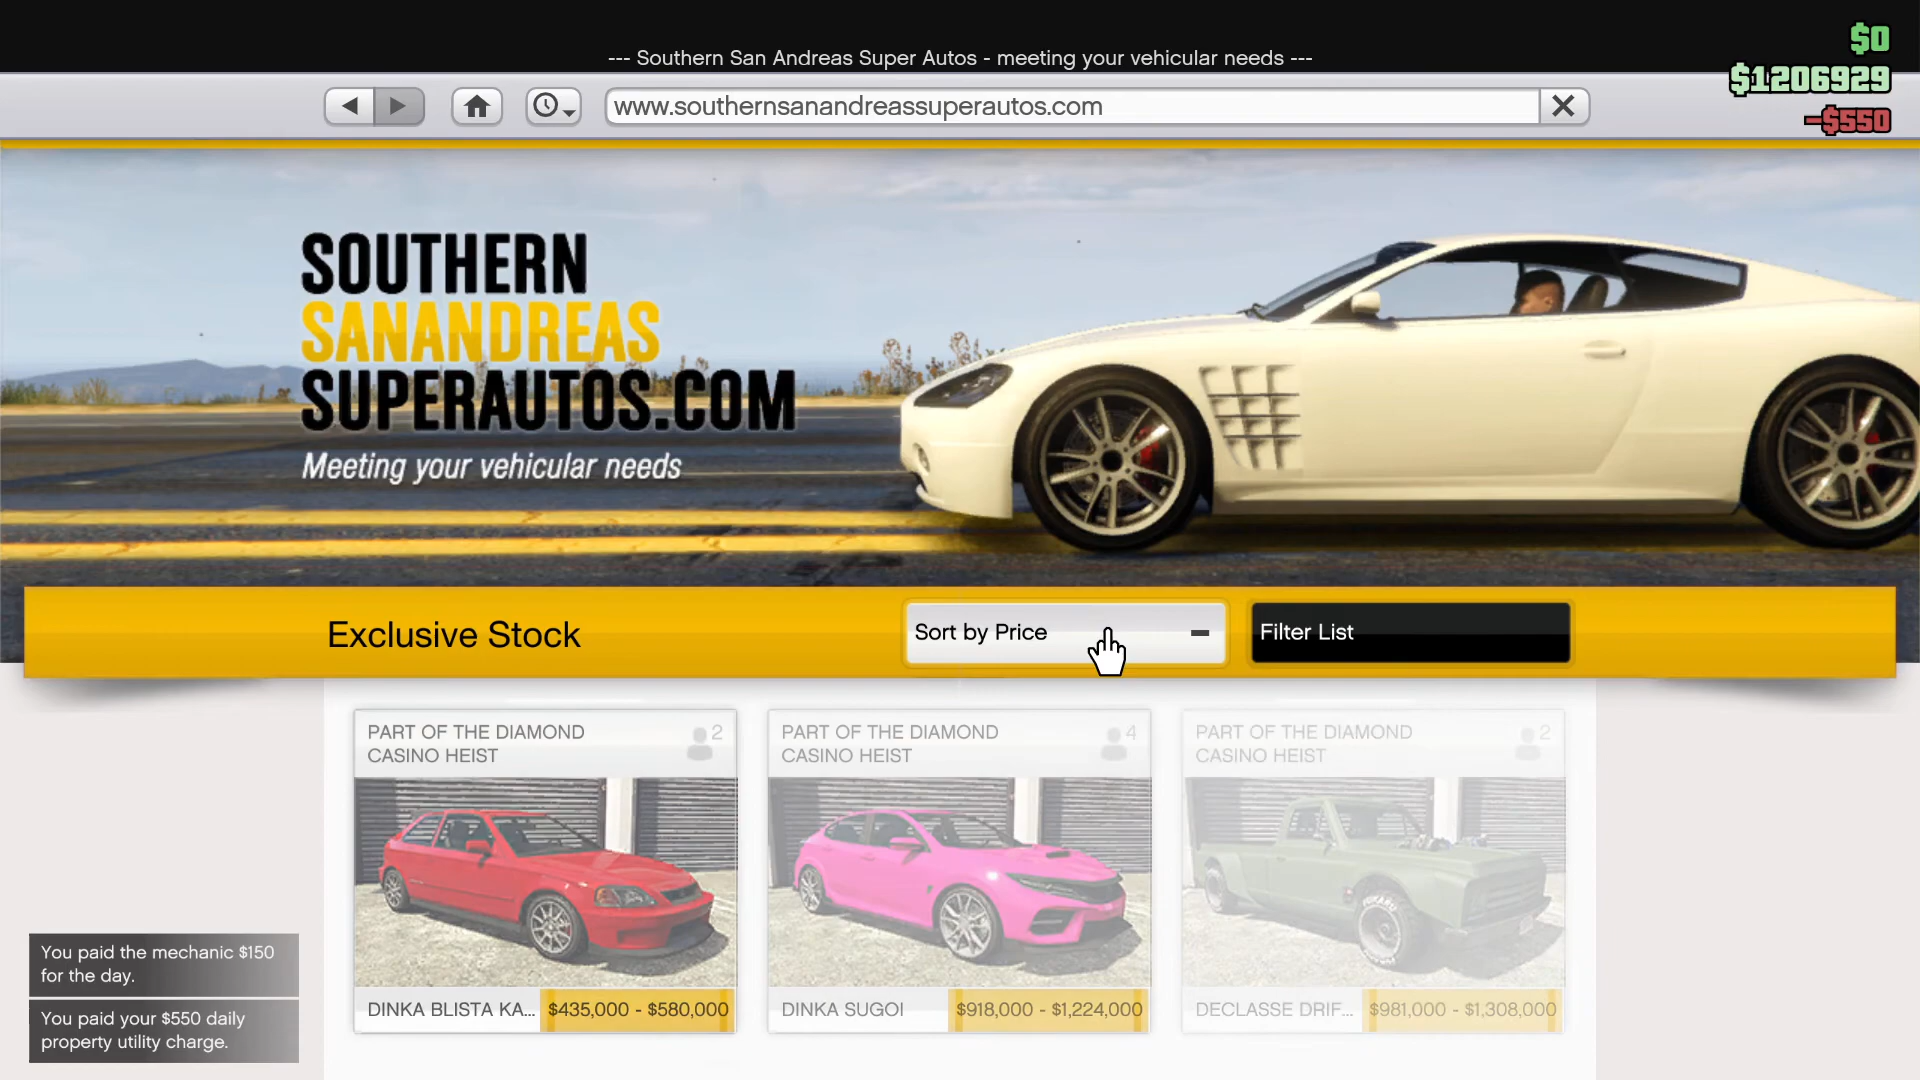 --- Southern San Andreas Super Autos - meeting your vehicular needs ---
$0
$1206929
-$550
www.southernsanandreassuperautos.com
SOUTHERN
SANANDREAS
SUPERAUTOS.COM
Meeting your vehicular needs
Exclusive Stock
Sort by Price
Filter List
PART OF THE DIAMOND
CASINO HEIST
2
PART OF THE DIAMOND
CASINO HEIST
4
PART OF THE DIAMOND
CASINO HEIST
2
DINKA BLISTA KA...
$435,000 - $580,000
DINKA SUGOI
$918,000 - $1,224,000
DECLASSE DRIF...
$981,000 - $1,308,000
You paid the mechanic $150
for the day.
You paid your $550 daily
property utility charge.